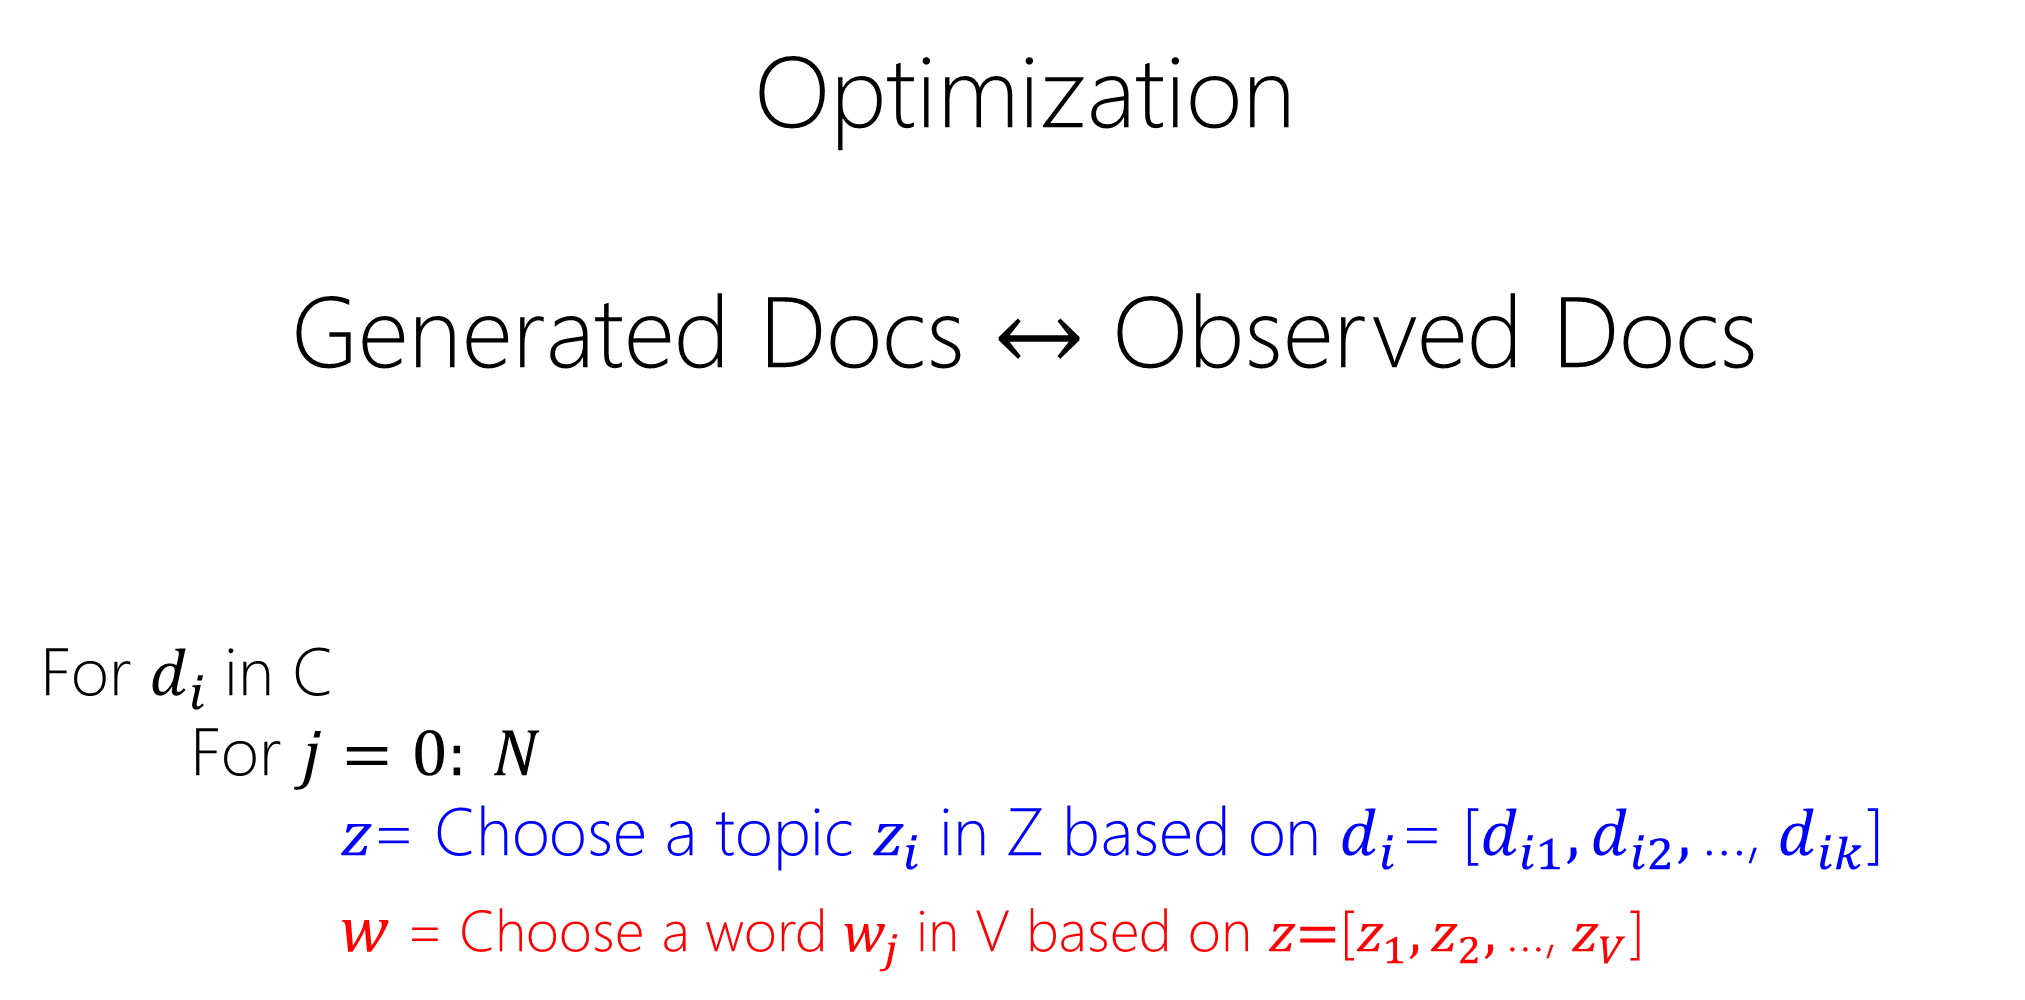 Optimization
Generated Docs ↔ Observed Docs
For dᵢ in C
For j = 0: N
z= Choose a topic zᵢ in Z based on dᵢ= [dᵢ₁, dᵢ₂, ..., dᵢₖ]
w = Choose a word wⱼ in V based on z=[z₁, z₂, ..., z_V]